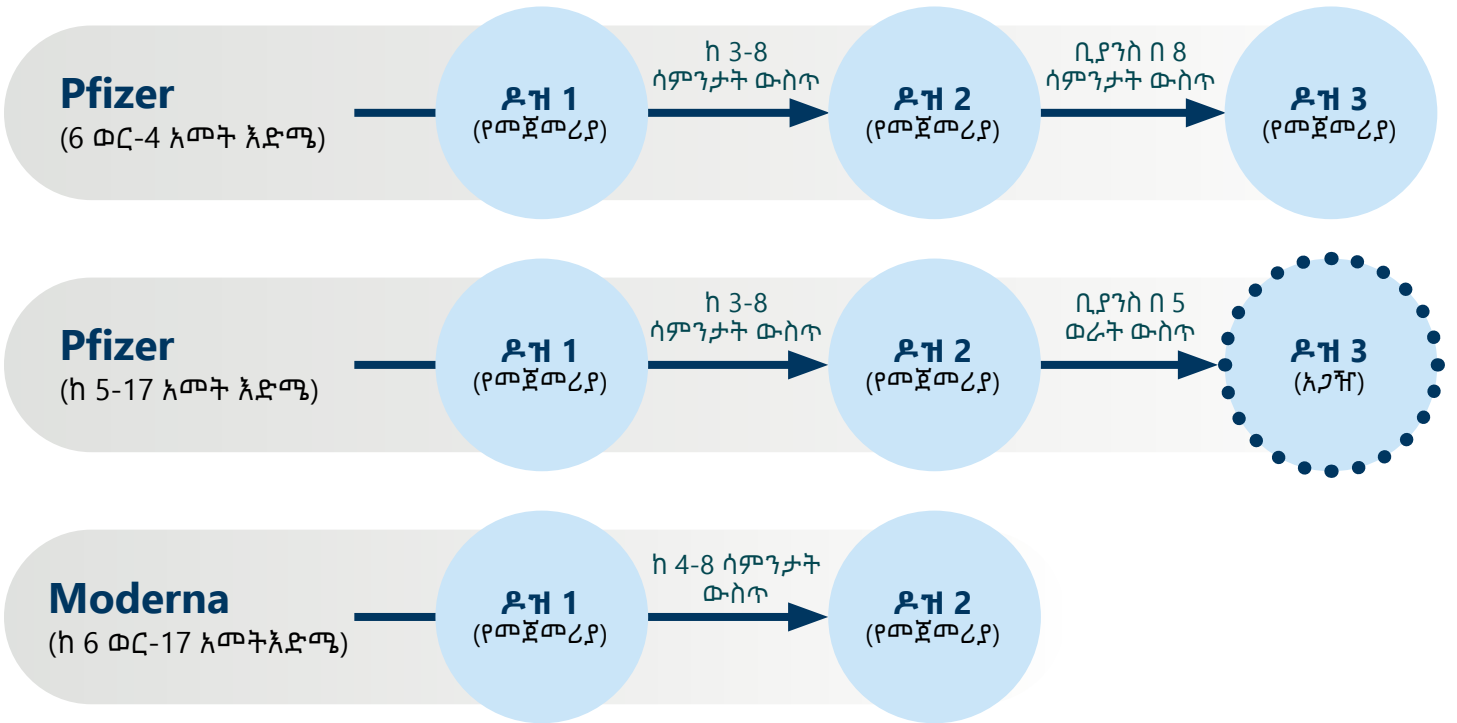 Pfizer
(6 ወር-4 አመት እድሜ)
ዶዝ 1
(የመጀመሪያ)
ከ 3-8
ሳምንታት ውስጥ
ዶዝ 2
(የመጀመሪያ)
ቢያንስ በ 8
ሳምንታት ውስጥ
ዶዝ 3
(የመጀመሪያ)
Pfizer
(ከ 5-17 አመት እድሜ)
ዶዝ 1
(የመጀመሪያ)
ከ 3-8
ሳምንታት ውስጥ
ዶዝ 2
(የመጀመሪያ)
ቢያንስ በ 5
ወራት ውስጥ
ዶዝ 3
(አጋዥ)
Moderna
(ከ 6 ወር-17 አመትእድሜ)
ዶዝ 1
(የመጀመሪያ)
ከ 4-8 ሳምንታት
ውስጥ
ዶዝ 2
(የመጀመሪያ)